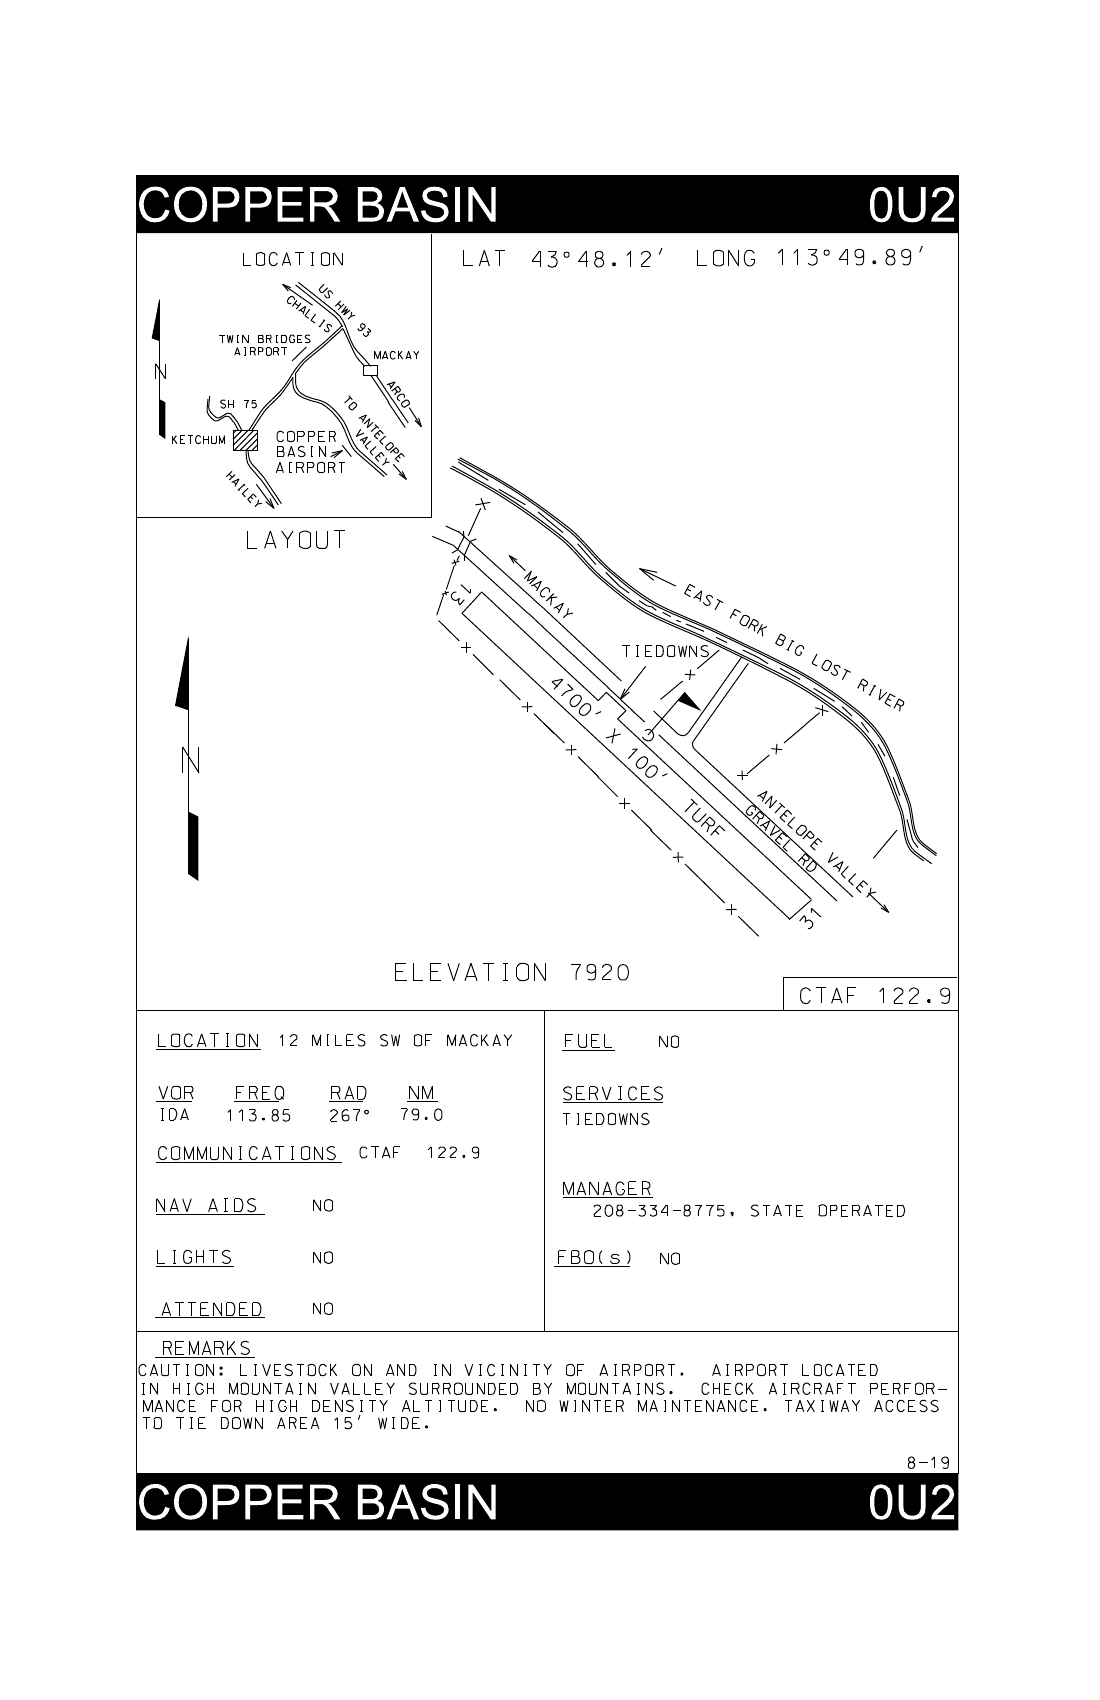 COPPER BASIN 0U2
LOCATION
LAT 43°48.12′ LONG 113°49.89′
US HWY 93
CHALLIS
TWIN BRIDGES
AIRPORT
MACKAY
N
ARCO
SH 75
TO ANTELOPE
VALLEY
KETCHUM
COPPER
BASIN
AIRPORT
HAILEY
LAYOUT
MACKAY
EAST FORK BIG LOST RIVER
13
TIEDOWNS
4700′ X 100′ TURF
N
ANTELOPE VALLEY
GRAVEL RD
31
ELEVATION 7920
CTAF 122.9
LOCATION 12 MILES SW OF MACKAY
VOR FREQ RAD NM
IDA 113.85 267° 79.0
COMMUNICATIONS CTAF 122.9
NAV AIDS NO
LIGHTS NO
ATTENDED NO
FUEL NO
SERVICES
TIEDOWNS
MANAGER
208-334-8775, STATE OPERATED
FBO(s) NO
REMARKS
CAUTION: LIVESTOCK ON AND IN VICINITY OF AIRPORT. AIRPORT LOCATED
IN HIGH MOUNTAIN VALLEY SURROUNDED BY MOUNTAINS. CHECK AIRCRAFT PERFOR-
MANCE FOR HIGH DENSITY ALTITUDE. NO WINTER MAINTENANCE. TAXIWAY ACCESS
TO TIE DOWN AREA 15′ WIDE.
8-19
COPPER BASIN 0U2